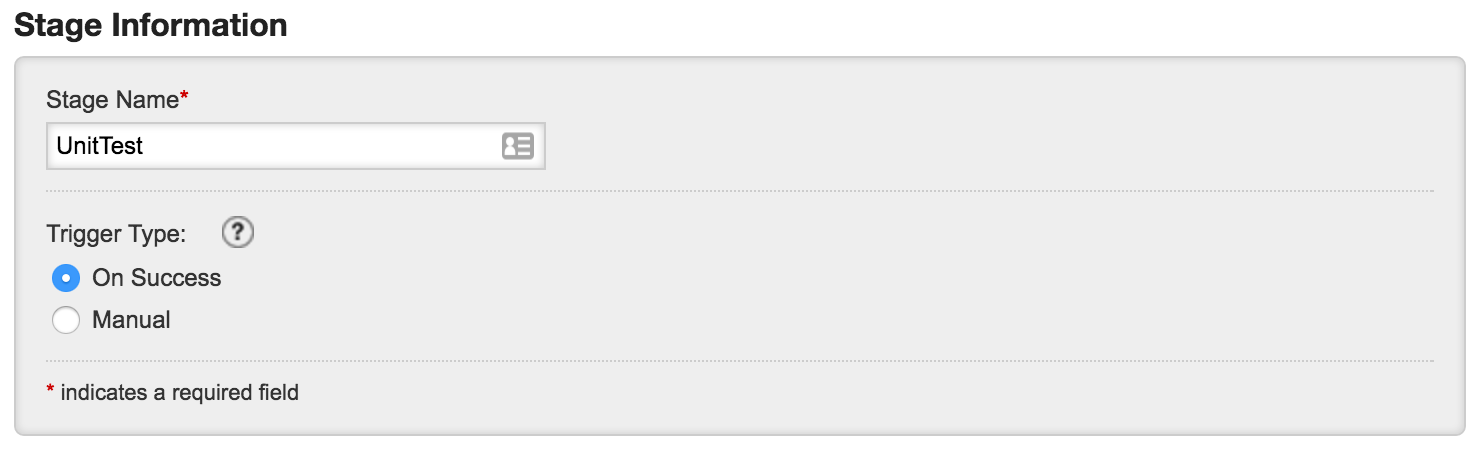 Stage Information
Stage Name*
UnitTest
Trigger Type: ?
On Success
Manual
* indicates a required field